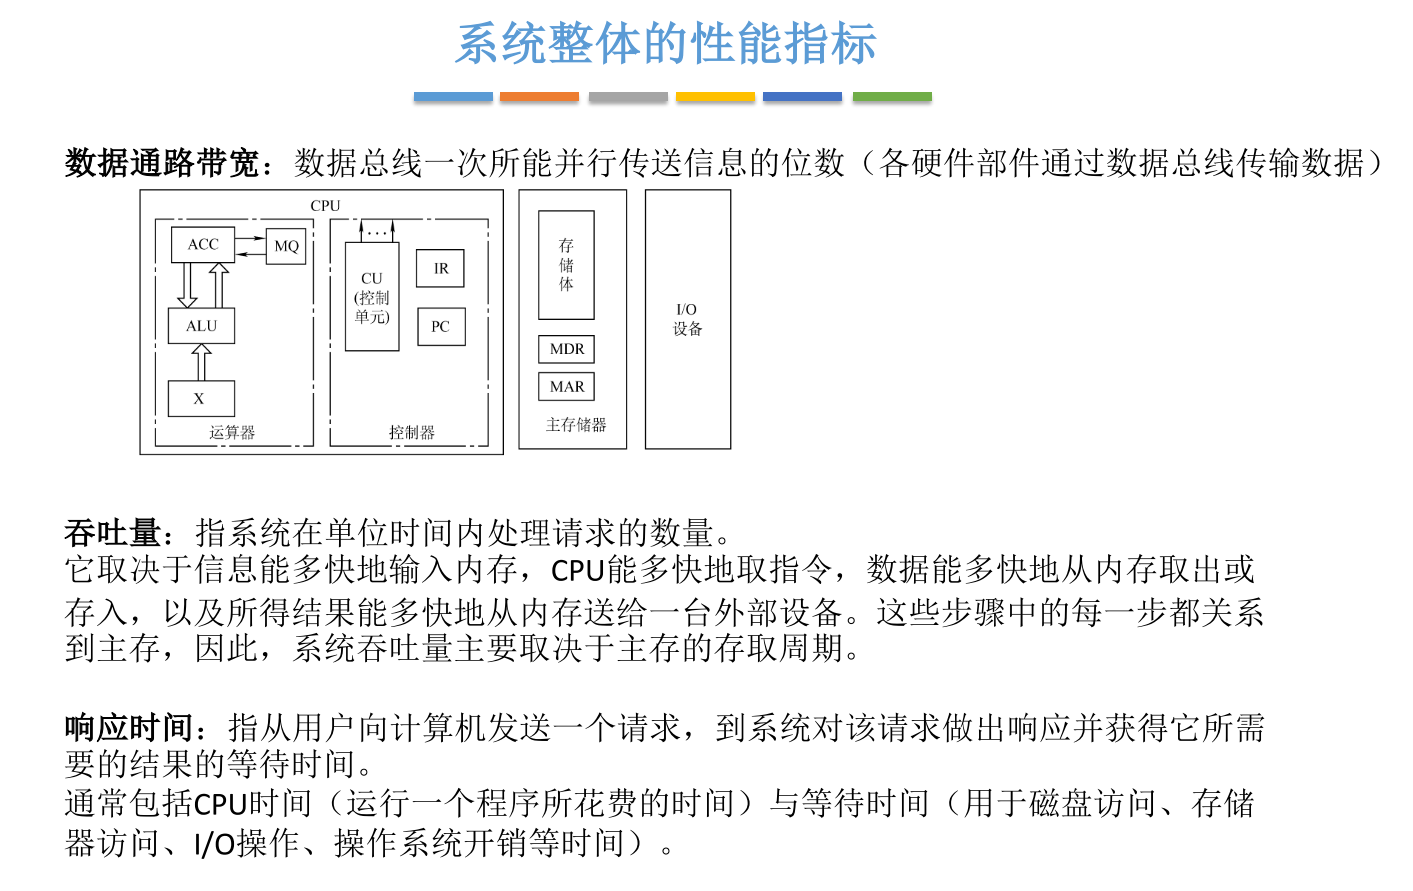 系统整体的性能指标
数据通路带宽：数据总线一次所能并行传送信息的位数（各硬件部件通过数据总线传输数据）
CPU
ACC
MQ
ALU
X
运算器
...
CU
(控制
单元)
IR
PC
控制器
存
储
体
MDR
MAR
主存储器
I/O
设备
吞吐量：指系统在单位时间内处理请求的数量。
它取决于信息能多快地输入内存，CPU能多快地取指令，数据能多快地从内存取出或
存入，以及所得结果能多快地从内存送给一台外部设备。这些步骤中的每一步都关系
到主存，因此，系统吞吐量主要取决于主存的存取周期。
响应时间：指从用户向计算机发送一个请求，到系统对该请求做出响应并获得它所需
要的结果的等待时间。
通常包括CPU时间（运行一个程序所花费的时间）与等待时间（用于磁盘访问、存储
器访问、I/O操作、操作系统开销等时间）。